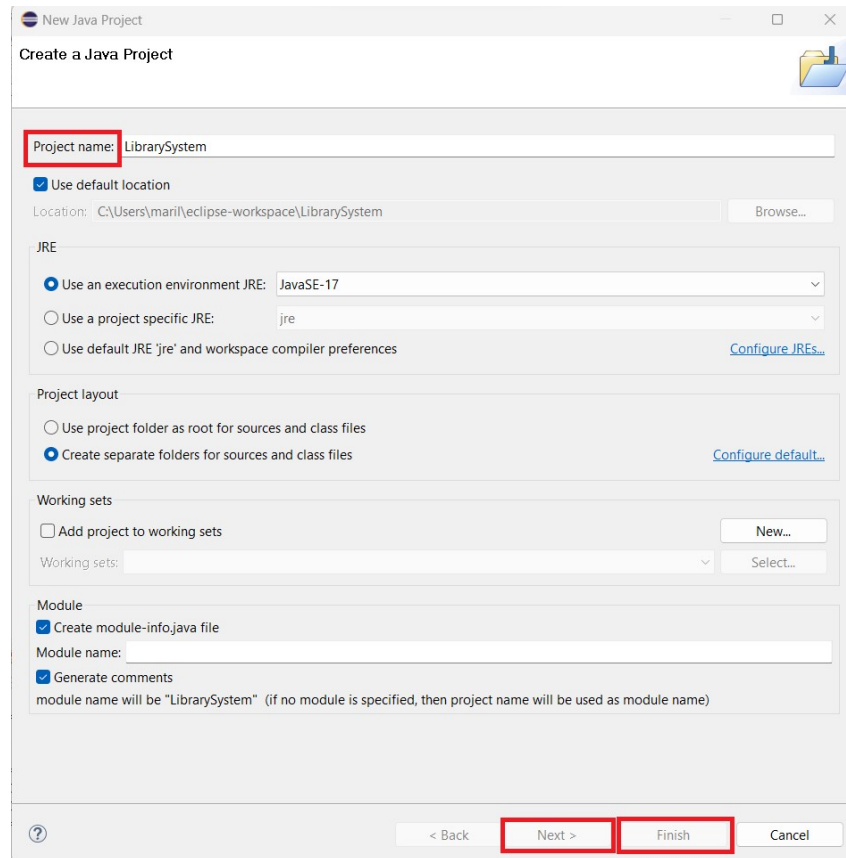 New Java Project
Create a Java Project
Project name: LibrarySystem
Use default location
Location: C:\Users\maril\eclipse-workspace\LibrarySystem Browse...
JRE
Use an execution environment JRE: JavaSE-17
Use a project specific JRE: jre
Use default JRE 'jre' and workspace compiler preferences Configure JREs...
Project layout
Use project folder as root for sources and class files
Create separate folders for sources and class files Configure default...
Working sets
Add project to working sets New...
Working sets: Select...
Module
Create module-info.java file
Module name:
Generate comments
module name will be "LibrarySystem" (if no module is specified, then project name will be used as module name)
? < Back Next > Finish Cancel